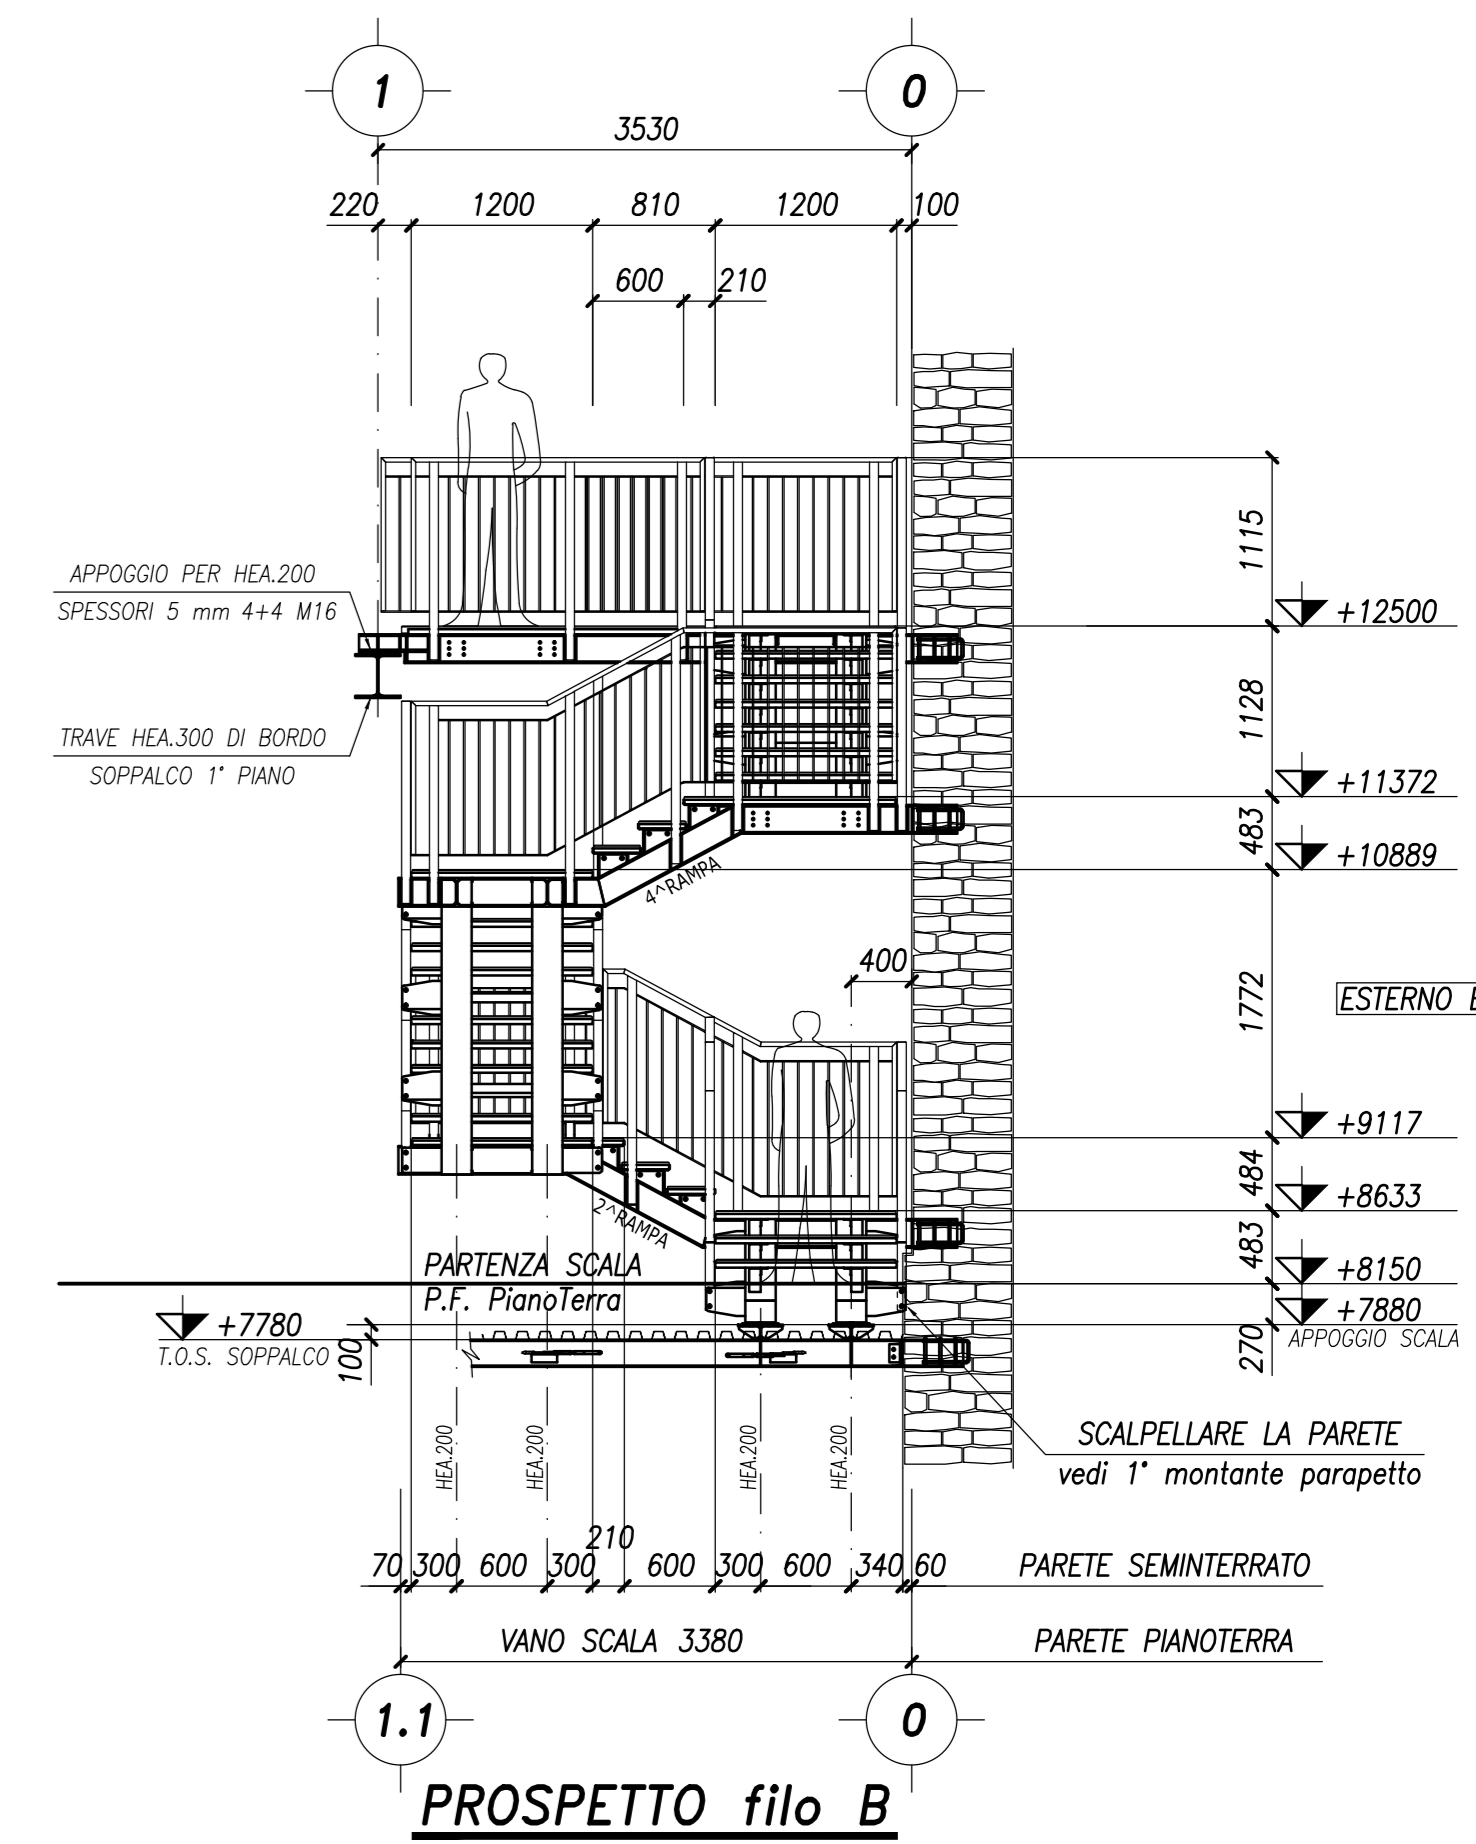 1
0
3530
220
1200
810
1200
100
600
210
APPOGGIO PER HEA.200
SPESSORI 5 mm 4+4 M16
1115
+12500
TRAVE HEA.300 DI BORDO
SOPPALCO 1° PIANO
1128
+11372
483
+10889
4^RAMPA
400
1772
ESTERNO
+9117
484
+8633
2^RAMPA
483
PARTENZA SCALA
P.F. PianoTerra
+8150
+7880
APPOGGIO SCALA
+7780
T.O.S. SOPPALCO
100
270
HEA.200
HEA.200
HEA.200
HEA.200
SCALPELLARE LA PARETE
vedi 1° montante parapetto
210
70
300
600
300
600
300
600
340
60
PARETE SEMINTERRATO
VANO SCALA 3380
PARETE PIANOTERRA
1.1
0
PROSPETTO filo B